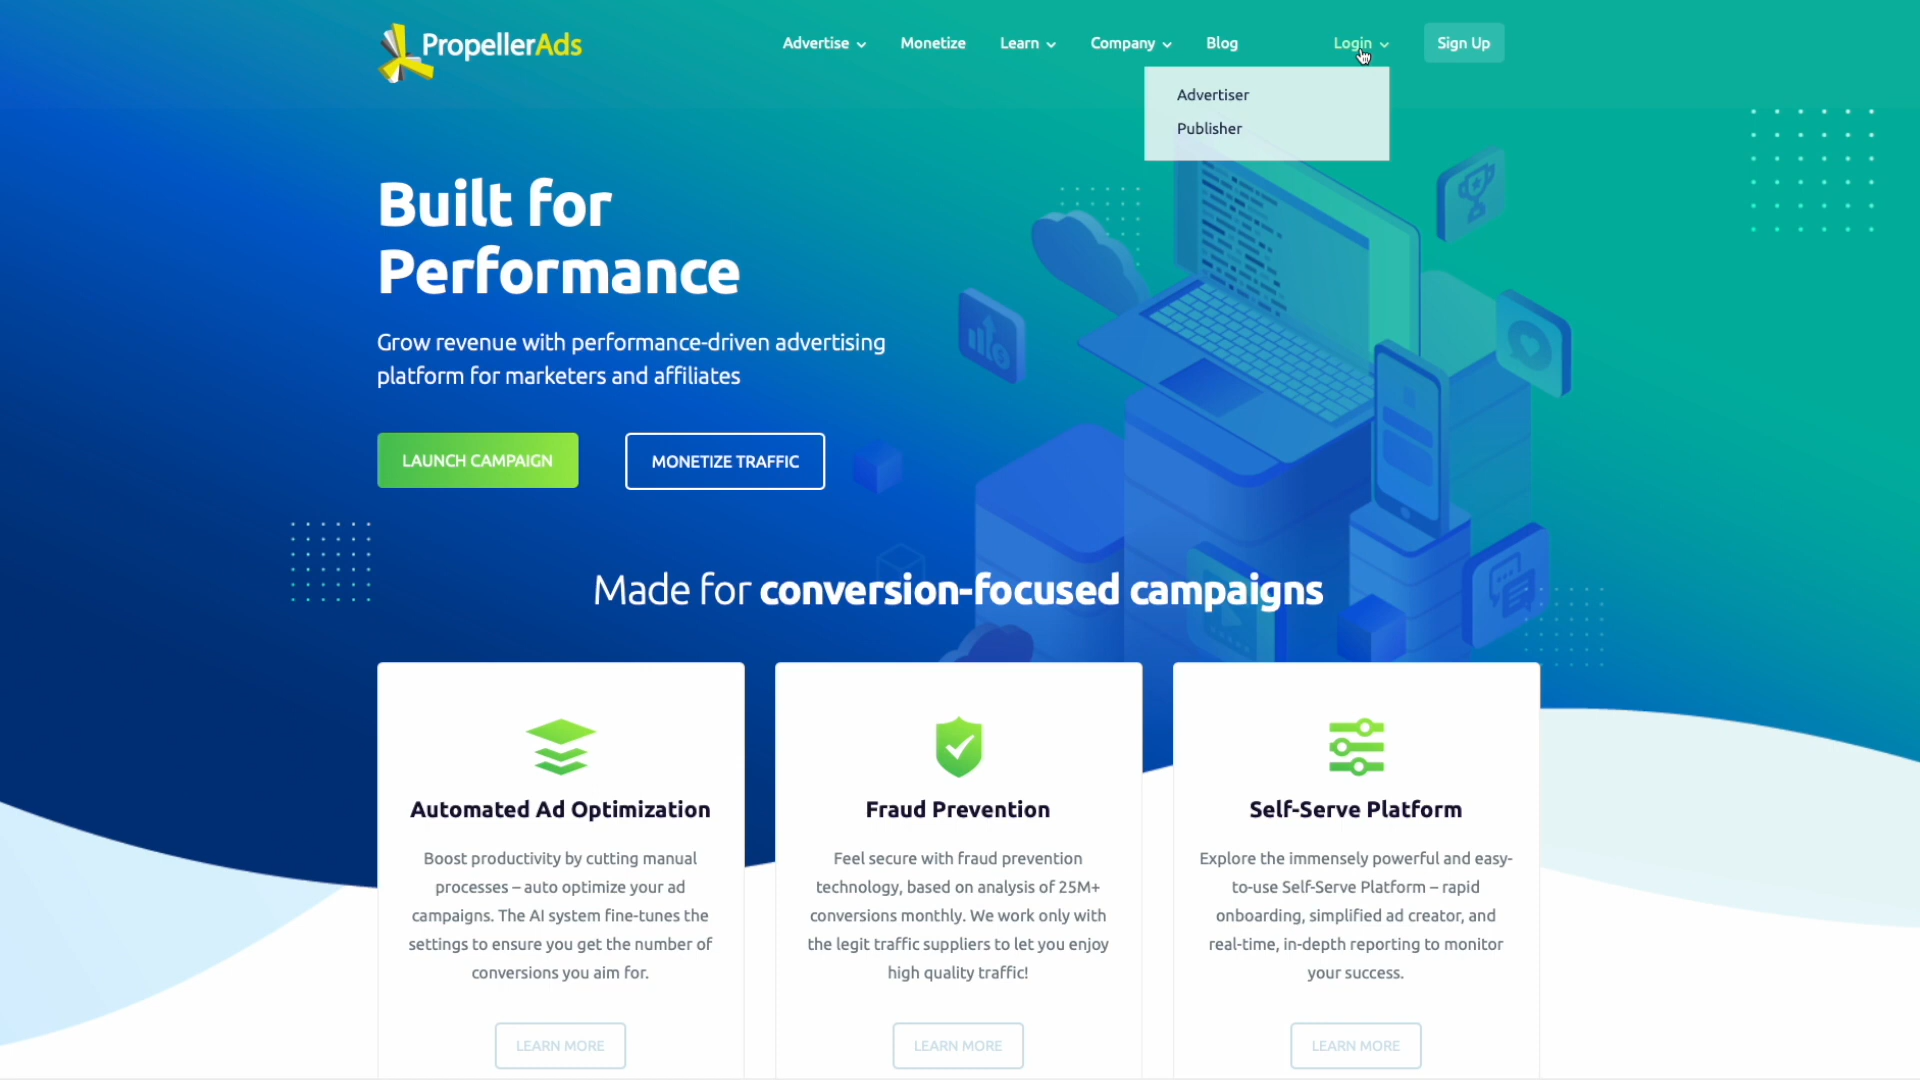 PropellerAds
Advertise
Monetize
Learn
Company
Blog
Login
Sign Up
Advertiser
Publisher
Built for
Performance
Grow revenue with performance-driven advertising
platform for marketers and affiliates
LAUNCH CAMPAIGN
MONETIZE TRAFFIC
Made for conversion-focused campaigns
Automated Ad Optimization
Boost productivity by cutting manual
processes – auto optimize your ad
campaigns. The AI system fine-tunes the
settings to ensure you get the number of
conversions you aim for.
LEARN MORE
Fraud Prevention
Feel secure with fraud prevention
technology, based on analysis of 25M+
conversions monthly. We work only with
the legit traffic suppliers to let you enjoy
high quality traffic!
LEARN MORE
Self-Serve Platform
Explore the immensely powerful and easy-
to-use Self-Serve Platform – rapid
onboarding, simplified ad creator, and
real-time, in-depth reporting to monitor
your success.
LEARN MORE